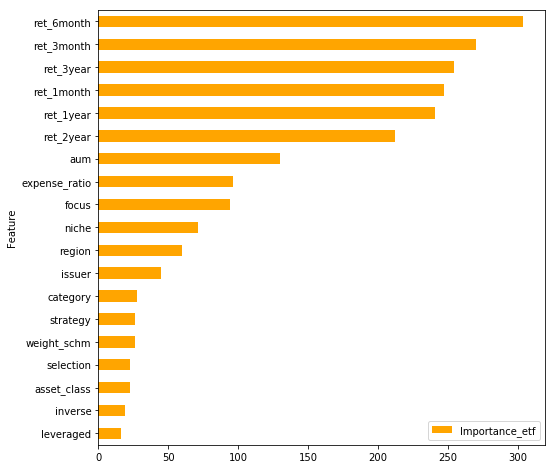 ret_6month
ret_3month
ret_3year
ret_1month
ret_1year
ret_2year
aum
expense_ratio
focus
niche
region
issuer
category
strategy
weight_schm
selection
asset_class
inverse
leveraged
Feature
0 50 100 150 200 250 300
Importance_etf